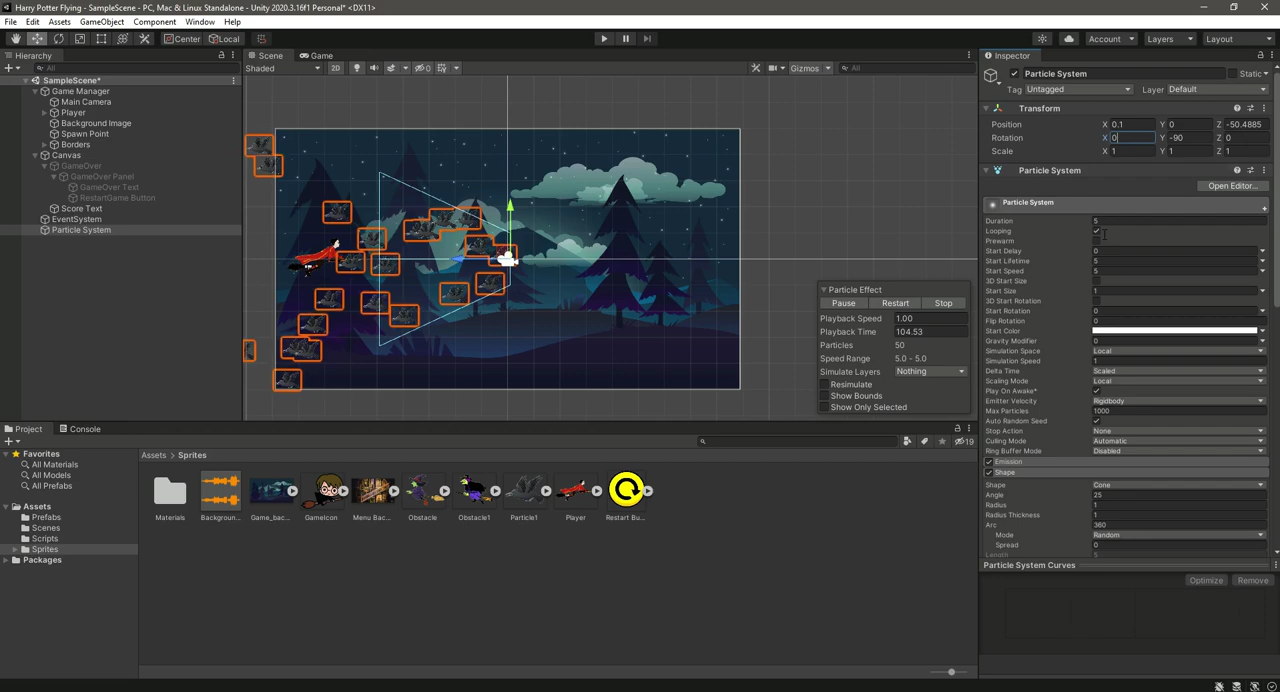 Harry Potter Flying - SampleScene - PC, Mac & Linux Standalone - Unity 2020.3.16f1 Personal* <DX11>
File Edit Assets GameObject Component Window Help
Center Local Account Layers Layout
Hierarchy Scene Game Inspector
All Shaded 2D 0 Gizmos All
Particle System Static
Tag Untagged Layer Default
SampleScene*
Game Manager
Main Camera
Player
Background Image
Spawn Point
Borders
Canvas
GameOver
GameOver Panel
GameOver Text
RestartGame Button
Score Text
EventSystem
Particle System
Transform
Position X 0.1 Y 0 Z -50.4885
Rotation X 0 Y -90 Z 0
Scale X 1 Y 1 Z 1
Particle System
Open Editor...
Particle System
Duration 5
Looping
Prewarm
Start Delay 0
Start Lifetime 5
Start Speed 5
3D Start Size
Start Size 1
3D Start Rotation
Start Rotation 0
Flip Rotation 0
Start Color
Gravity Modifier 0
Simulation Space Local
Simulation Speed 1
Delta Time Scaled
Scaling Mode Local
Play On Awake*
Emitter Velocity Rigidbody
Max Particles 1000
Auto Random Seed
Stop Action None
Culling Mode Automatic
Ring Buffer Mode Disabled
Emission
Shape
Shape Cone
Angle 25
Radius 1
Radius Thickness 1
Arc 360
Mode Random
Spread 0
Length 5
Particle System Curves
Optimize Remove
Particle Effect
Pause Restart Stop
Playback Speed 1.00
Playback Time 104.53
Particles 50
Speed Range 5.0 - 5.0
Simulate Layers Nothing
Resimulate
Show Bounds
Show Only Selected
Project Console
19
Favorites
All Materials
All Models
All Prefabs
Assets
Prefabs
Scenes
Scripts
Sprites
Packages
Assets > Sprites
Materials Backgroun... Game_bac... GameIcon Menu Bac... Obstacle Obstacle1 Particle1 Player Restart Bu...